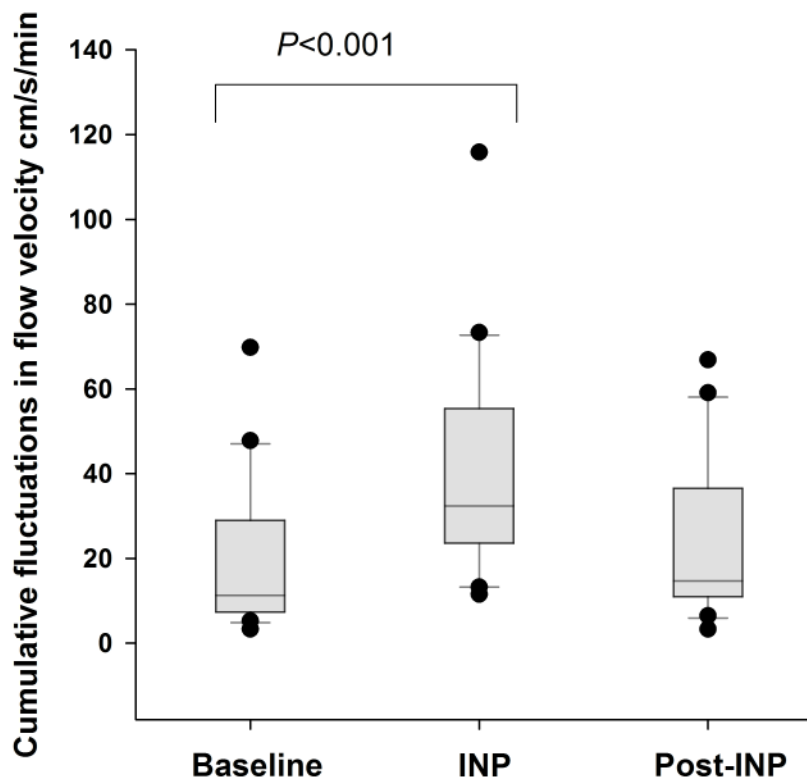 P<0.001
Cumulative fluctuations in flow velocity cm/s/min
140
120
100
80
60
40
20
0
Baseline INP Post-INP